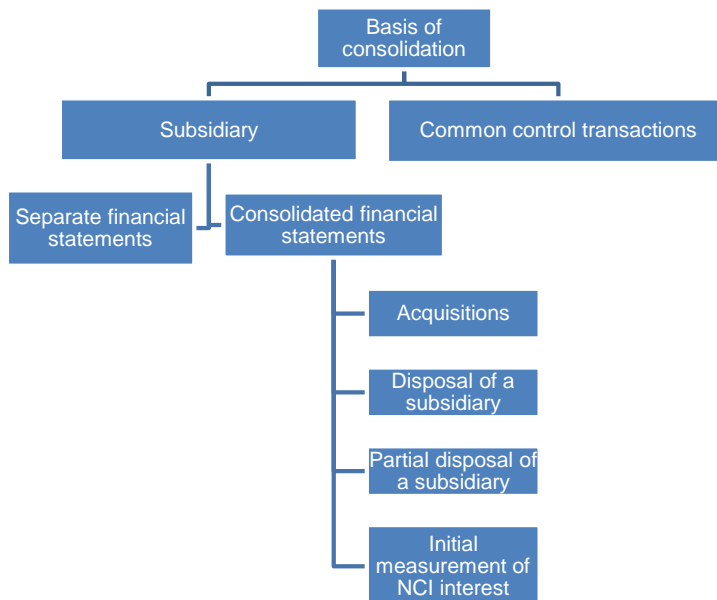 Basis of
consolidation
Subsidiary
Common control transactions
Separate financial
statements
Consolidated financial
statements
Acquisitions
Disposal of a
subsidiary
Partial disposal of
a subsidiary
Initial
measurement of
NCI interest